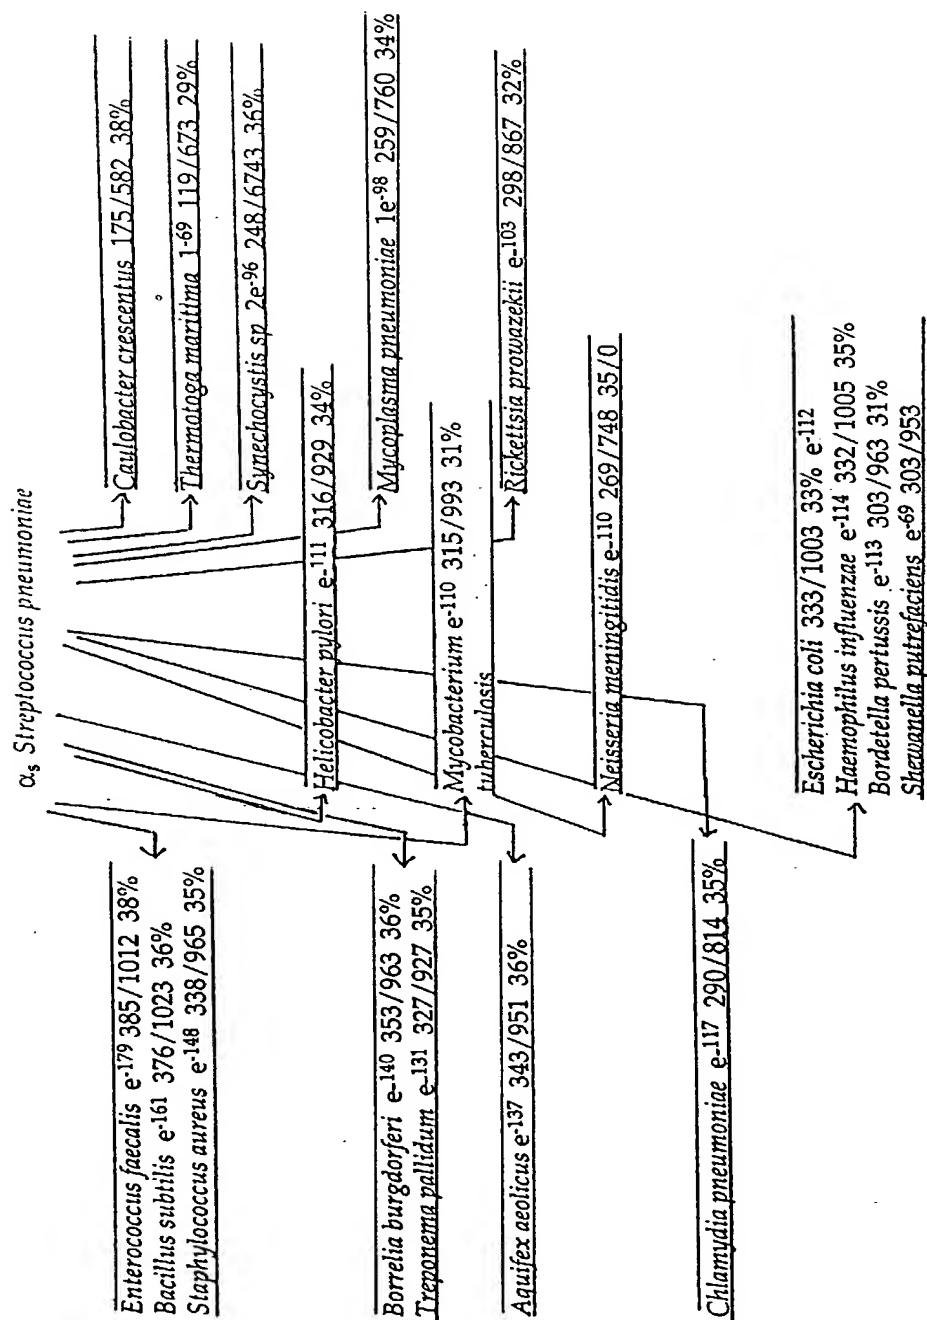 αs Streptococcus pneumoniae
Enterococcus faecalis e-179 385/1012 38%
Bacillus subtilis e-161 376/1023 36%
Staphylococcus aureus e-148 338/965 35%
Borrelia burgdorferi e-140 353/963 36%
Treponema pallidum e-131 327/927 35%
Aquifex aeolicus e-137 343/951 36%
Chlamydia pneumoniae e-117 290/814 35%
Helicobacter pylori e-111 316/929 34%
Mycobacterium e-110 315/993 31%
tuberculosis
Neisseria meningitidis e-110 269/748 35/0
Escherichia coli 333/1003 33% e-112
Haemophilus influenzae e-114 332/1005 35%
Bordetella pertussis e-113 303/963 31%
Shewanella putrefaciens e-69 303/953
Caulobacter crescentus 175/582 38%
Thermotoga maritima 1-69 119/673 29%
Synechocystis sp 2e-96 248/6743 36%
Mycoplasma pneumoniae 1e-98 259/760 34%
Rickettsia prowazekii e-103 298/867 32%